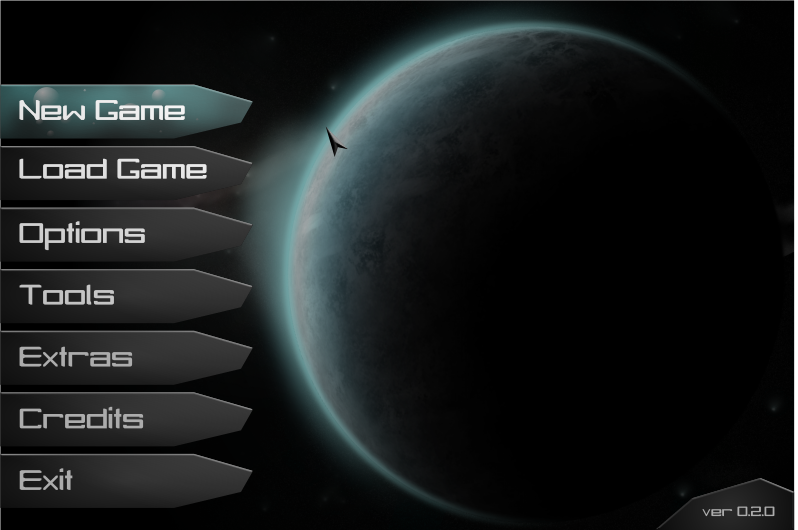 New Game
Load Game
Options
Tools
Extras
Credits
Exit
ver 0.2.0